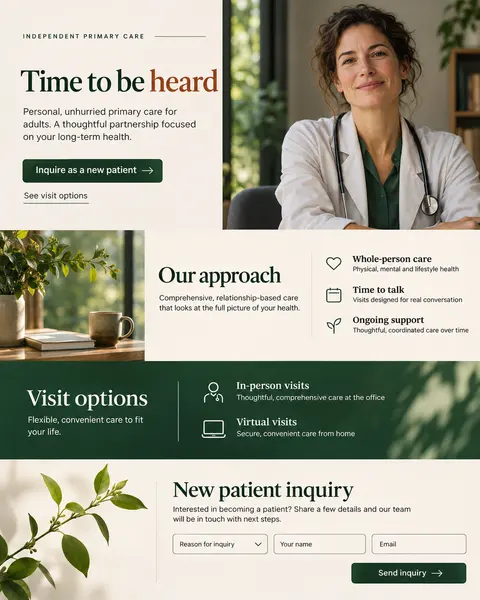 INDEPENDENT PRIMARY CARE
Time to be heard
Personal, unhurried primary care for
adults. A thoughtful partnership focused
on your long-term health.
Inquire as a new patient →
See visit options
Our approach
Comprehensive, relationship-based care
that looks at the full picture of your health.
Whole-person care
Physical, mental and lifestyle health
Time to talk
Visits designed for real conversation
Ongoing support
Thoughtful, coordinated care over time
Visit options
Flexible, convenient care to fit
your life.
In-person visits
Thoughtful, comprehensive care at the office
Virtual visits
Secure, convenient care from home
New patient inquiry
Interested in becoming a patient? Share a few details and our team
will be in touch with next steps.
Reason for inquiry
Your name
Email
Send inquiry →